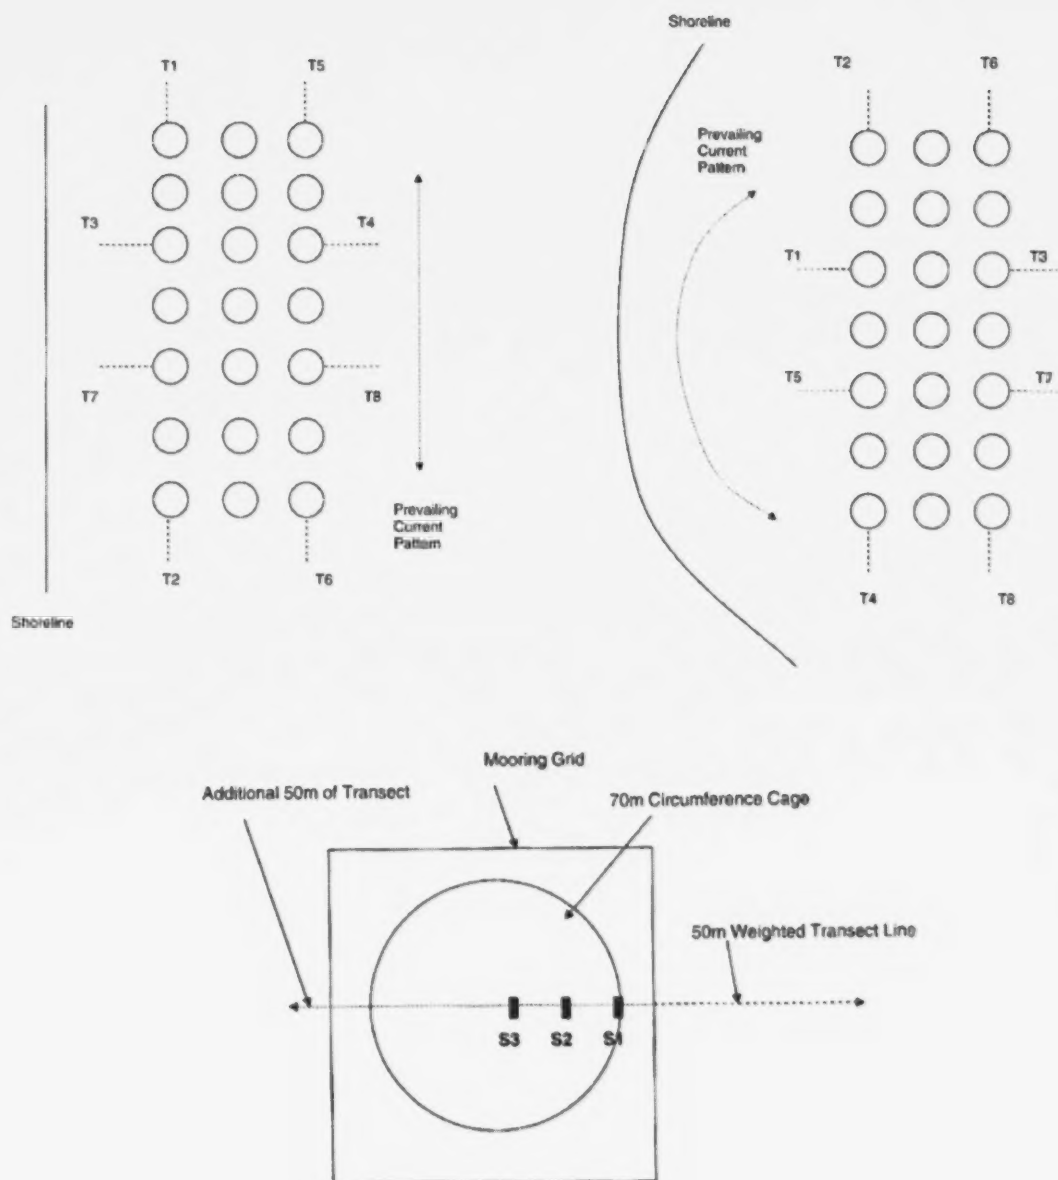 T1
T5
T3
T4
T7
T8
Prevailing
Current
Pattern
T2
T6
Shoreline
Shoreline
T2
T6
Prevailing
Current
Pattern
T1
T3
T5
T7
T4
T8
Mooring Grid
Additional 50m of Transect
70m Circumference Cage
50m Weighted Transect Line
S3
S2
S1